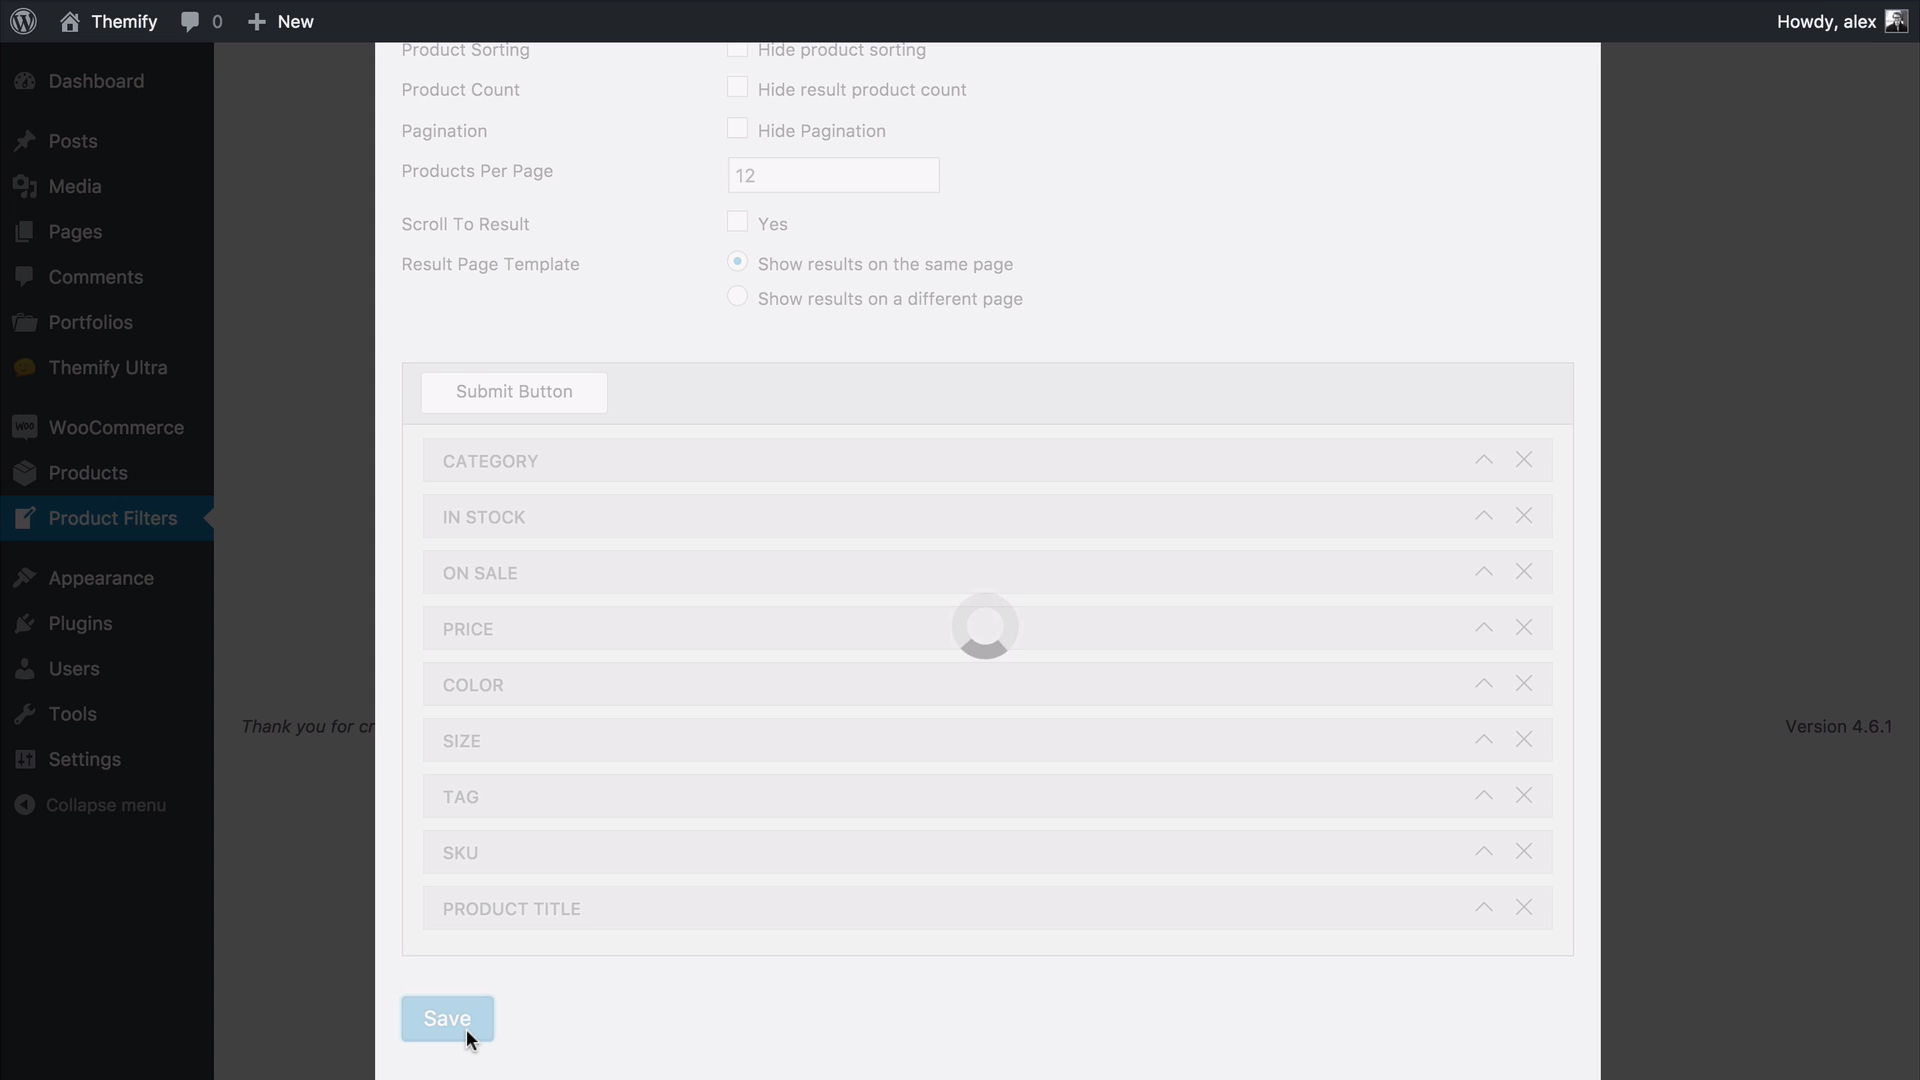 Themify 0 New Howdy, alex
Dashboard
Posts
Media
Pages
Comments
Portfolios
Themify Ultra
WOO WooCommerce
Products
Product Filters
Appearance
Plugins
Users
Tools
Settings
Collapse menu
Product Sorting Hide product sorting
Product Count Hide result product count
Pagination Hide Pagination
Products Per Page 12
Scroll To Result Yes
Result Page Template Show results on the same page
Show results on a different page
Submit Button
CATEGORY
IN STOCK
ON SALE
PRICE
COLOR
SIZE
TAG
SKU
PRODUCT TITLE
Save
Thank you for cr
Version 4.6.1